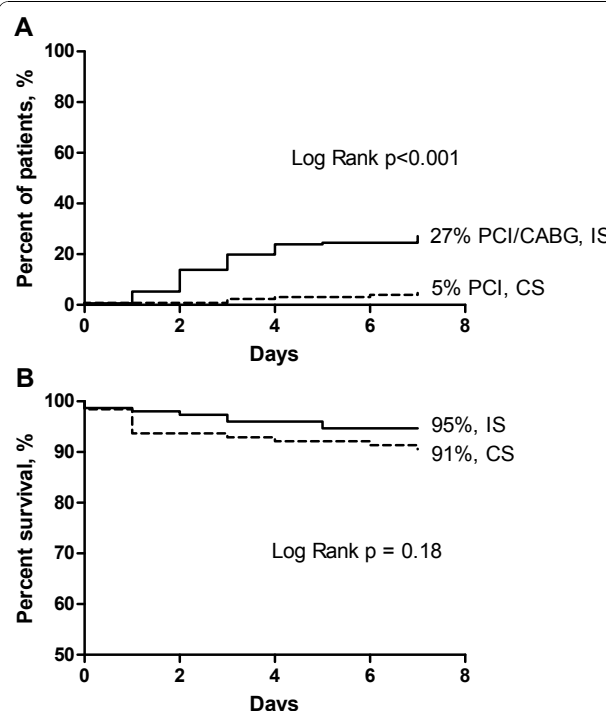 A
Percent of patients, %
100
80
60
40
20
0
Log Rank p<0.001
27% PCI/CABG, IS
5% PCI, CS
0 2 4 6 8
Days
B
Percent survival, %
100
90
80
70
60
50
95%, IS
91%, CS
Log Rank p = 0.18
0 2 4 6 8
Days